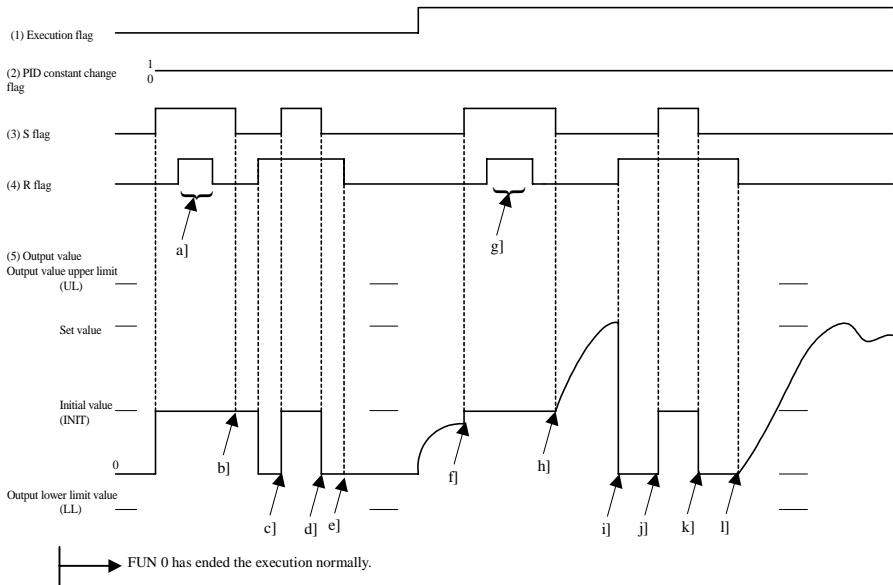 (1) Execution flag
1
(2) PID constant change
0
flag
(3) S flag
(4) R flag
a]
g]
(5) Output value
Output value upper limit
(UL)
Set value
Initial value
(INIT)
b]
f]
h]
0
Output lower limit value
(LL)
c]
d]
e]
i]
j]
k]
l]
FUN 0 has ended the execution normally.